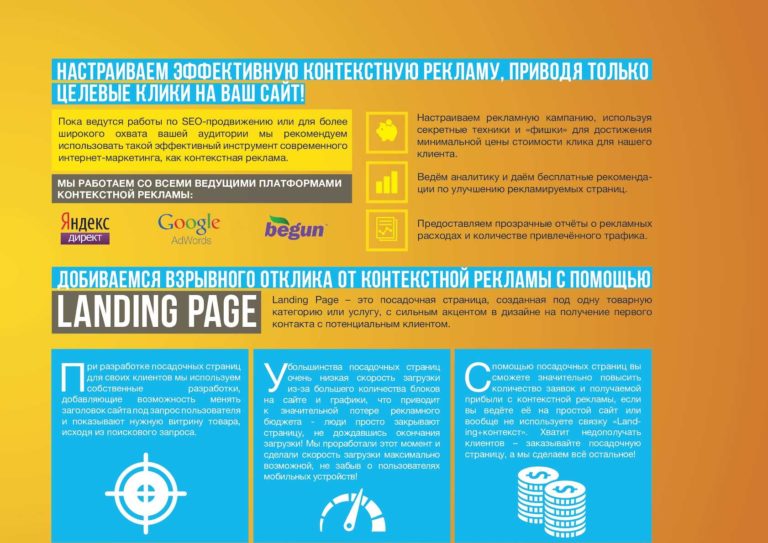 НАСТРАИВАЕМ ЭФФЕКТИВНУЮ КОНТЕКСТНУЮ РЕКЛАМУ, ПРИВОДЯ ТОЛЬКО
ЦЕЛЕВЫЕ КЛИКИ НА ВАШ САЙТ!
Пока ведутся работы по SEO-продвижению или для более
широкого охвата вашей аудитории мы рекомендуем
использовать такой эффективный инструмент современного
интернет-маркетинга, как контекстная реклама.
МЫ РАБОТАЕМ СО ВСЕМИ ВЕДУЩИМИ ПЛАТФОРМАМИ
КОНТЕКСТНОЙ РЕКЛАМЫ:
Яндекс
директ
Google
AdWords
begun
Настраиваем рекламную кампанию, используя
секретные техники и «фишки» для достижения
минимальной цены стоимости клика для нашего
клиента.
Ведём аналитику и даём бесплатные рекоменда-
ции по улучшению рекламируемых страниц.
Предоставляем прозрачные отчёты о рекламных
расходах и количестве привлечённого трафика.
ДОБИВАЕМСЯ ВЗРЫВНОГО ОТКЛИКА ОТ КОНТЕКСТНОЙ РЕКЛАМЫ С ПОМОЩЬЮ
LANDING PAGE
Landing Page – это посадочная страница, созданная под одну товарную
категорию или услугу, с сильным акцентом в дизайне на получение первого
контакта с потенциальным клиентом.
При разработке посадочных страниц
для своих клиентов мы используем
собственные разработки,
добавляющие возможность менять
заголовок сайта под запрос пользователя
и показывают нужную витрину товара,
исходя из поискового запроса.
У большинства посадочных страниц
очень низкая скорость загрузки
из-за большего количества блоков
на сайте и графики, что приводит
к значительной потере рекламного
бюджета - люди просто закрывают
страницу, не дождавшись окончания
загрузки! Мы проработали этот момент и
сделали скорость загрузки максимально
возможной, не забыв о пользователях
мобильных устройств!
С помощью посадочных страниц вы
сможете значительно повысить
количество заявок и получаемой
прибыли с контекстной рекламы, если
вы ведёте её на простой сайт или
вообще не используете связку «Land-
ing+контекст». Хватит недополучать
клиентов – заказывайте посадочную
страницу, а мы сделаем всё остальное!